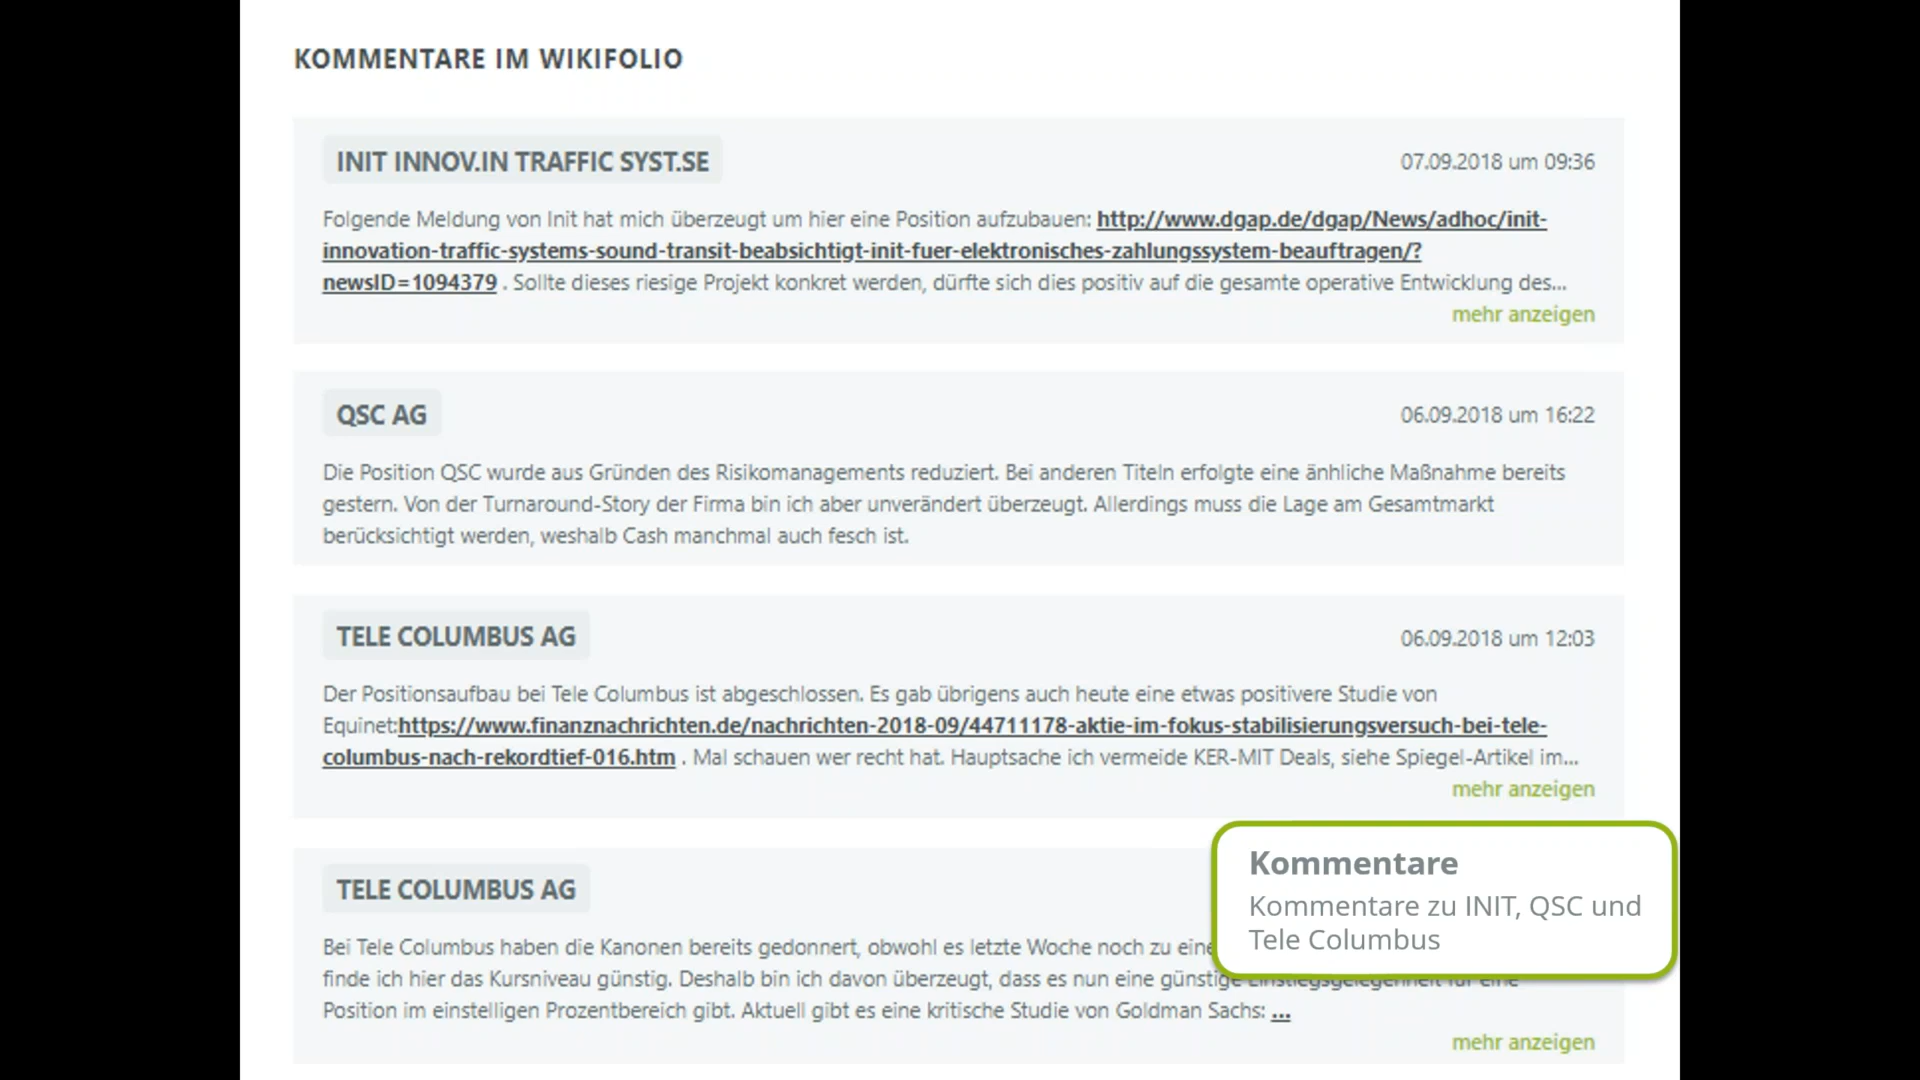 KOMMENTARE IM WIKIFOLIO
INIT INNOV.IN TRAFFIC SYST.SE
07.09.2018 um 09:36
Folgende Meldung von Init hat mich überzeugt um hier eine Position aufzubauen: http://www.dgap.de/dgap/News/adhoc/init-
innovation-traffic-systems-sound-transit-beabsichtigt-init-fuer-elektronisches-zahlungssystem-beauftragen/?
newsID=1094379 . Sollte dieses riesige Projekt konkret werden, dürfte sich dies positiv auf die gesamte operative Entwicklung des...
mehr anzeigen
QSC AG
06.09.2018 um 16:22
Die Position QSC wurde aus Gründen des Risikomanagements reduziert. Bei anderen Titeln erfolgte eine änhliche Maßnahme bereits
gestern. Von der Turnaround-Story der Firma bin ich aber unverändert überzeugt. Allerdings muss die Lage am Gesamtmarkt
berücksichtigt werden, weshalb Cash manchmal auch fesch ist.
TELE COLUMBUS AG
06.09.2018 um 12:03
Der Positionsaufbau bei Tele Columbus ist abgeschlossen. Es gab übrigens auch heute eine etwas positivere Studie von
Equinet:https://www.finanznachrichten.de/nachrichten-2018-09/44711178-aktie-im-fokus-stabilisierungsversuch-bei-tele-
columbus-nach-rekordtief-016.htm . Mal schauen wer recht hat. Hauptsache ich vermeide KER-MIT Deals, siehe Spiegel-Artikel im...
mehr anzeigen
TELE COLUMBUS AG
Bei Tele Columbus haben die Kanonen bereits gedonnert, obwohl es letzte Woche noch zu
finde ich hier das Kursniveau günstig. Deshalb bin ich davon überzeugt, dass es nun eine günstige Einstiegsgelegenheit für eine
Position im einstelligen Prozentbereich gibt. Aktuell gibt es eine kritische Studie von Goldman Sachs: ...
mehr anzeigen
Kommentare
Kommentare zu INIT, QSC und
Tele Columbus